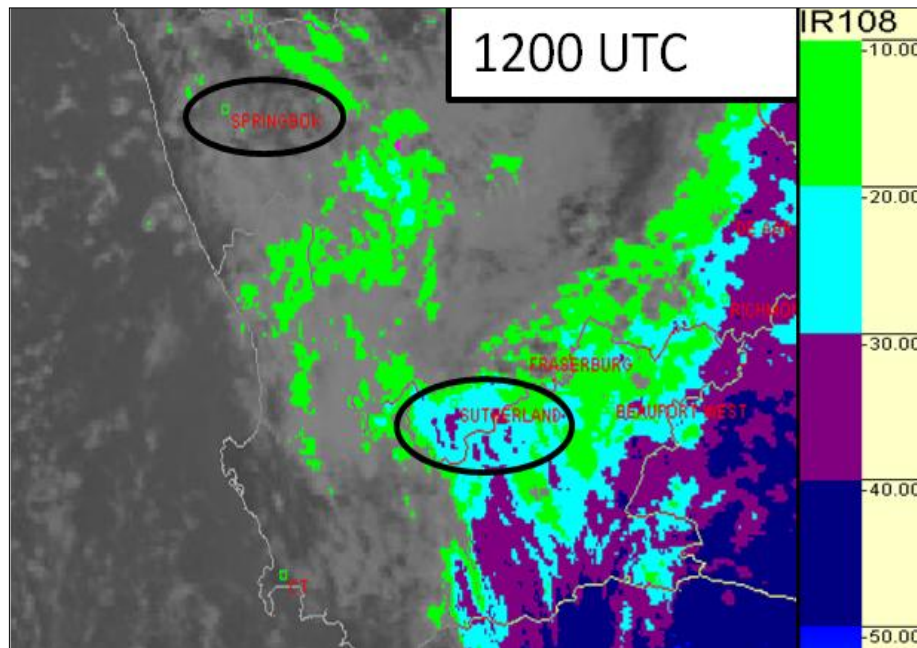 1200 UTC
IR108
-10.00
SPRINGBOK
-20.00
-30.00
FRASERBURG
SUTHERLAND
BEAUFORT WEST
-40.00
CT
-50.00